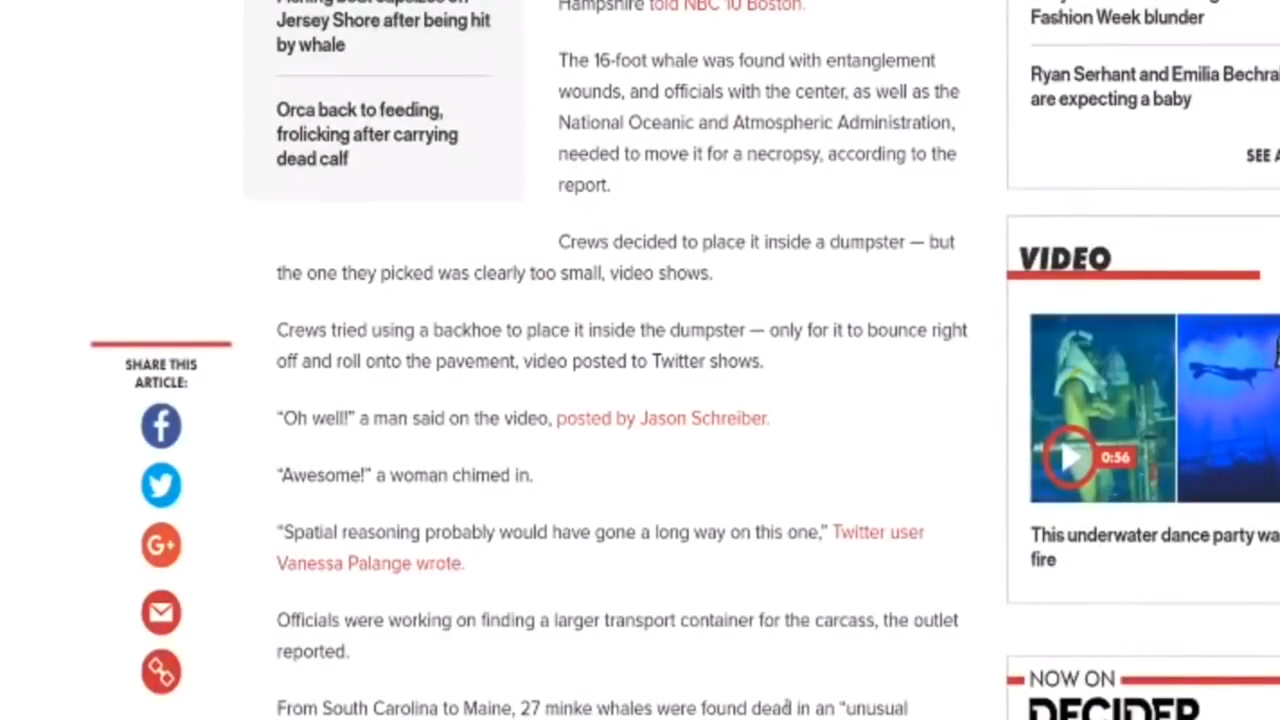 Jersey Shore after being hit
by whale
Orca back to feeding,
frolicking after carrying
dead calf
SHARE THIS
ARTICLE:
Hampshire told NBC 10 Boston.
The 16-foot whale was found with entanglement
wounds, and officials with the center, as well as the
National Oceanic and Atmospheric Administration,
needed to move it for a necropsy, according to the
report.
Crews decided to place it inside a dumpster — but
the one they picked was clearly too small, video shows.
Crews tried using a backhoe to place it inside the dumpster — only for it to bounce right
off and roll onto the pavement, video posted to Twitter shows.
“Oh well!” a man said on the video, posted by Jason Schreiber.
“Awesome!” a woman chimed in.
“Spatial reasoning probably would have gone a long way on this one,” Twitter user
Vanessa Palange wrote.
Officials were working on finding a larger transport container for the carcass, the outlet
reported.
From South Carolina to Maine, 27 minke whales were found dead in an “unusual
Fashion Week blunder
Ryan Serhant and Emilia Bechra
are expecting a baby
SEE A
VIDEO
0:56
This underwater dance party wa
fire
NOW ON
DECIDER